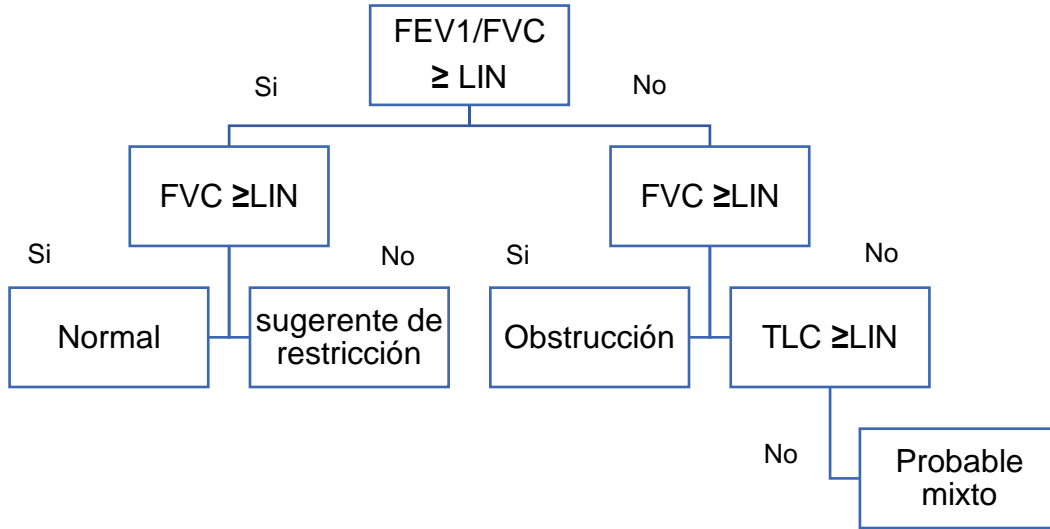 FEV1/FVC
≥ LIN
Si
No
FVC ≥LIN
FVC ≥LIN
Si
No
Si
No
Normal
sugerente de
restricción
Obstrucción
TLC ≥LIN
No
Probable
mixto